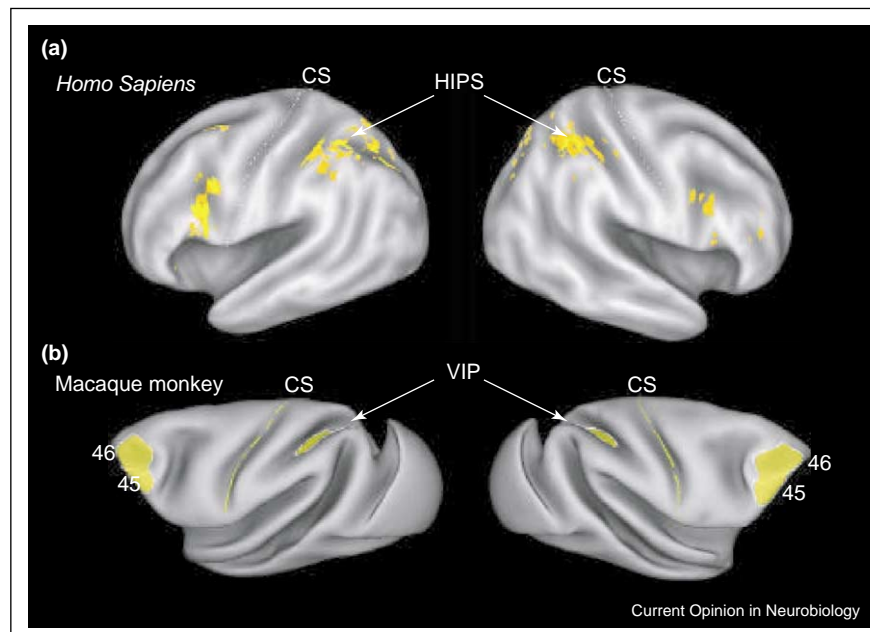 (a)
Homo Sapiens
CS
HIPS
CS
(b)
Macaque monkey
CS
VIP
CS
46
45
46
45
Current Opinion in Neurobiology